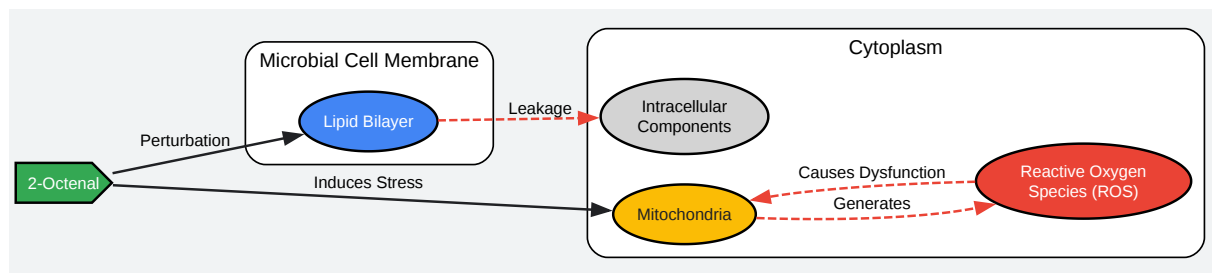 Cytoplasm
Microbial Cell Membrane
Leakage
Intracellular
Components
Lipid Bilayer
Perturbation
Causes Dysfunction
Reactive Oxygen
Species (ROS)
2-Octenal
Induces Stress
Generates
Mitochondria